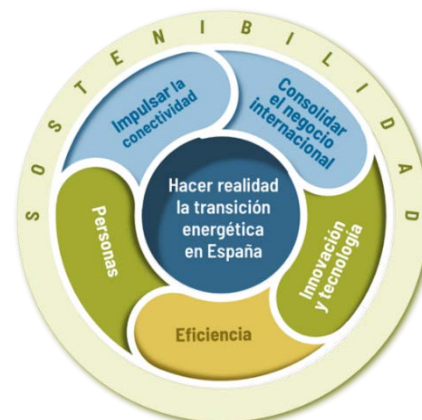 SOSTENIBILIDAD
Impulsar la
conectividad
Consolidar
el negocio
internacional
Hacer realidad
la transición
energética
en España
Personas
Innovación
y tecnología
Eficiencia